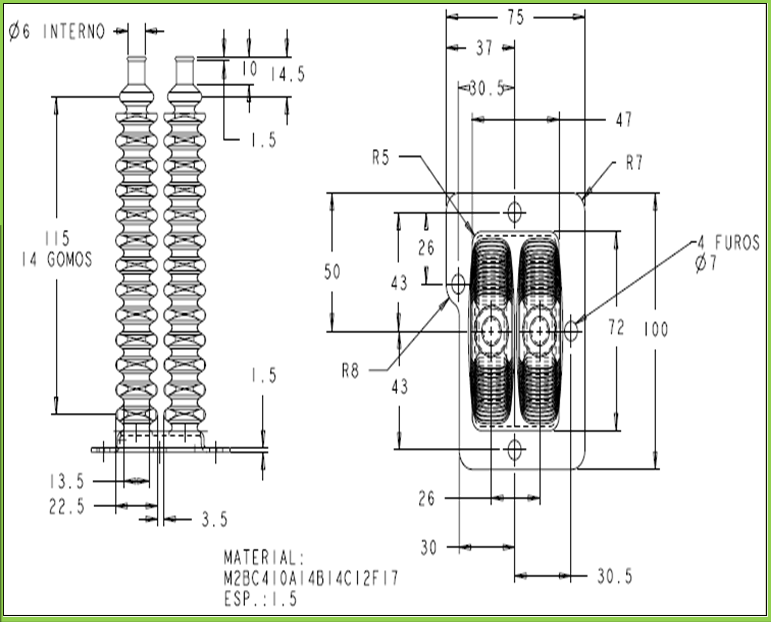 Ø6 INTERNO
10
14.5
1.5
115
14 GOMOS
1.5
13.5
22.5
3.5
75
37
30.5
47
R5
R7
26
50
43
4 FUROS
Ø7
72
100
R8
43
26
30
30.5
MATERIAL:
M2BC410A14B14C12F17
ESP.:1.5